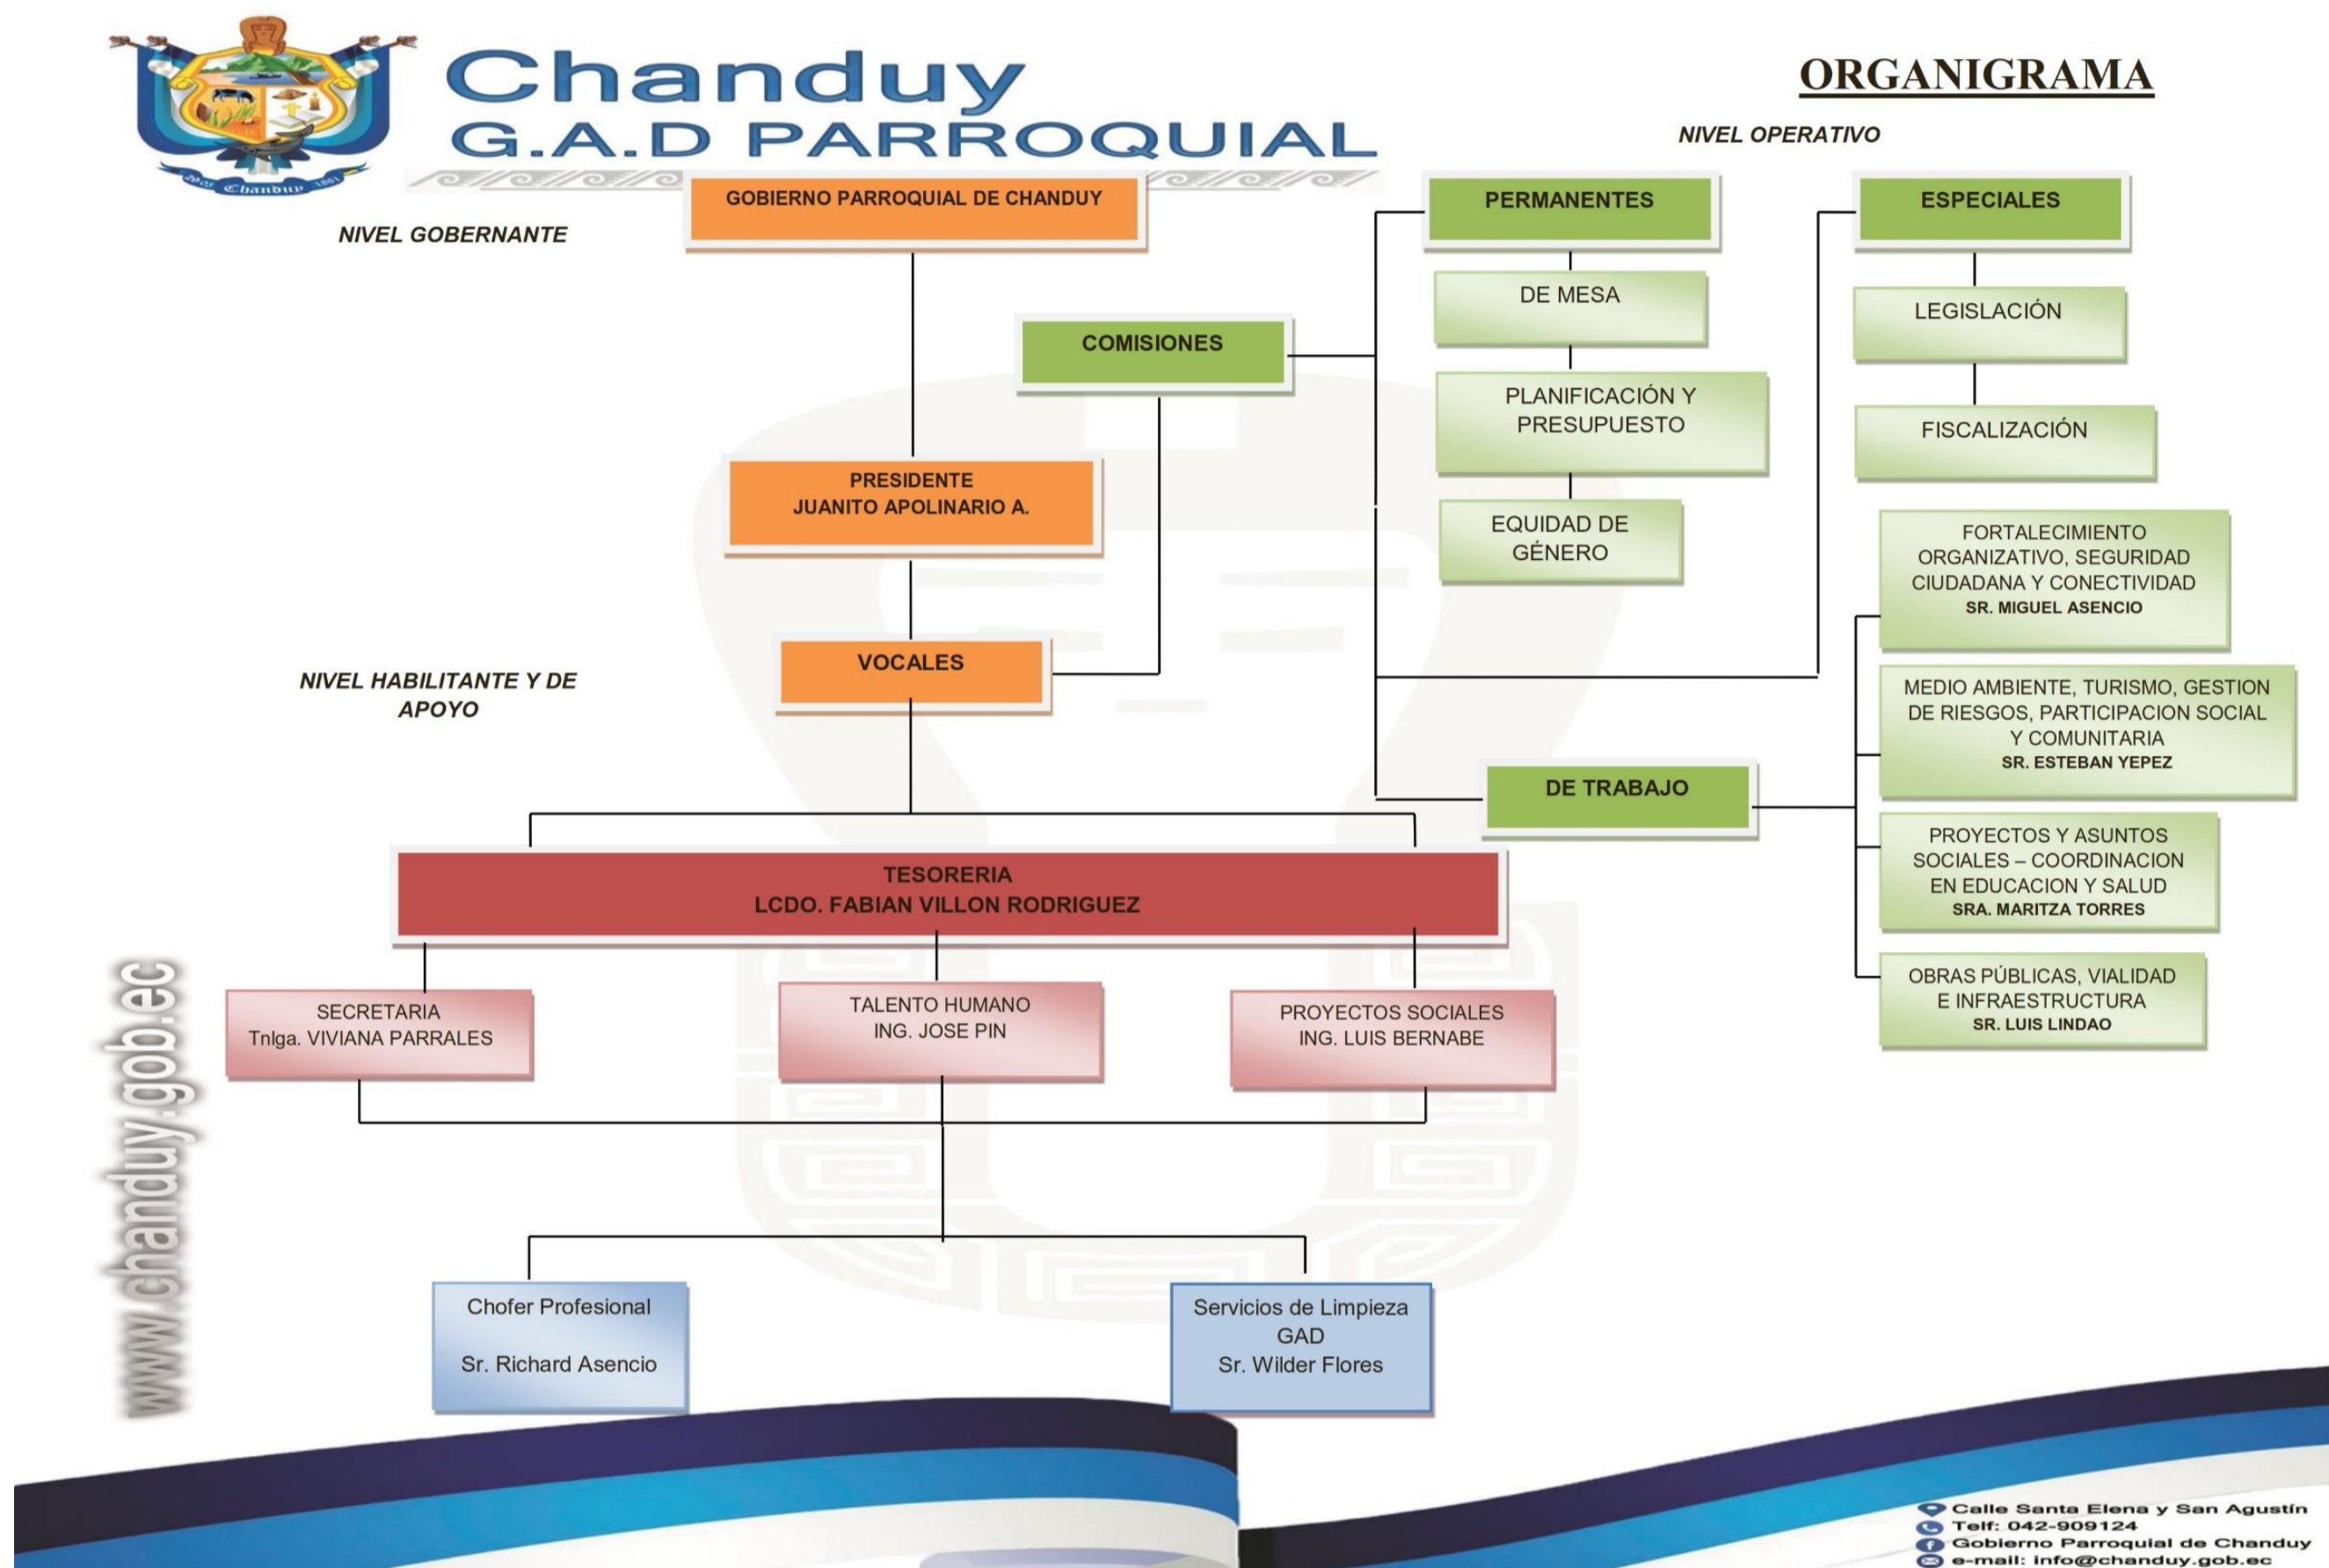 Chanduy
G.A.D PARROQUIAL
20-05 Chanduy 1861
ORGANIGRAMA
NIVEL OPERATIVO
NIVEL GOBERNANTE
GOBIERNO PARROQUIAL DE CHANDUY
PERMANENTES
ESPECIALES
DE MESA
LEGISLACIÓN
COMISIONES
PLANIFICACIÓN Y
PRESUPUESTO
FISCALIZACIÓN
PRESIDENTE
JUANITO APOLINARIO A.
EQUIDAD DE
GÉNERO
FORTALECIMIENTO
ORGANIZATIVO, SEGURIDAD
CIUDADANA Y CONECTIVIDAD
SR. MIGUEL ASENCIO
VOCALES
NIVEL HABILITANTE Y DE
APOYO
MEDIO AMBIENTE, TURISMO, GESTION
DE RIESGOS, PARTICIPACION SOCIAL
Y COMUNITARIA
SR. ESTEBAN YEPEZ
DE TRABAJO
PROYECTOS Y ASUNTOS
SOCIALES – COORDINACION
EN EDUCACION Y SALUD
SRA. MARITZA TORRES
TESORERIA
LCDO. FABIAN VILLON RODRIGUEZ
OBRAS PÚBLICAS, VIALIDAD
E INFRAESTRUCTURA
SR. LUIS LINDAO
SECRETARIA
Tnlga. VIVIANA PARRALES
TALENTO HUMANO
ING. JOSE PIN
PROYECTOS SOCIALES
ING. LUIS BERNABE
www.chanduy.gob.ec
Chofer Profesional
Sr. Richard Asencio
Servicios de Limpieza
GAD
Sr. Wilder Flores
Calle Santa Elena y San Agustín
Telf: 042-909124
Gobierno Parroquial de Chanduy
e-mail: info@chanduy.gob.ec